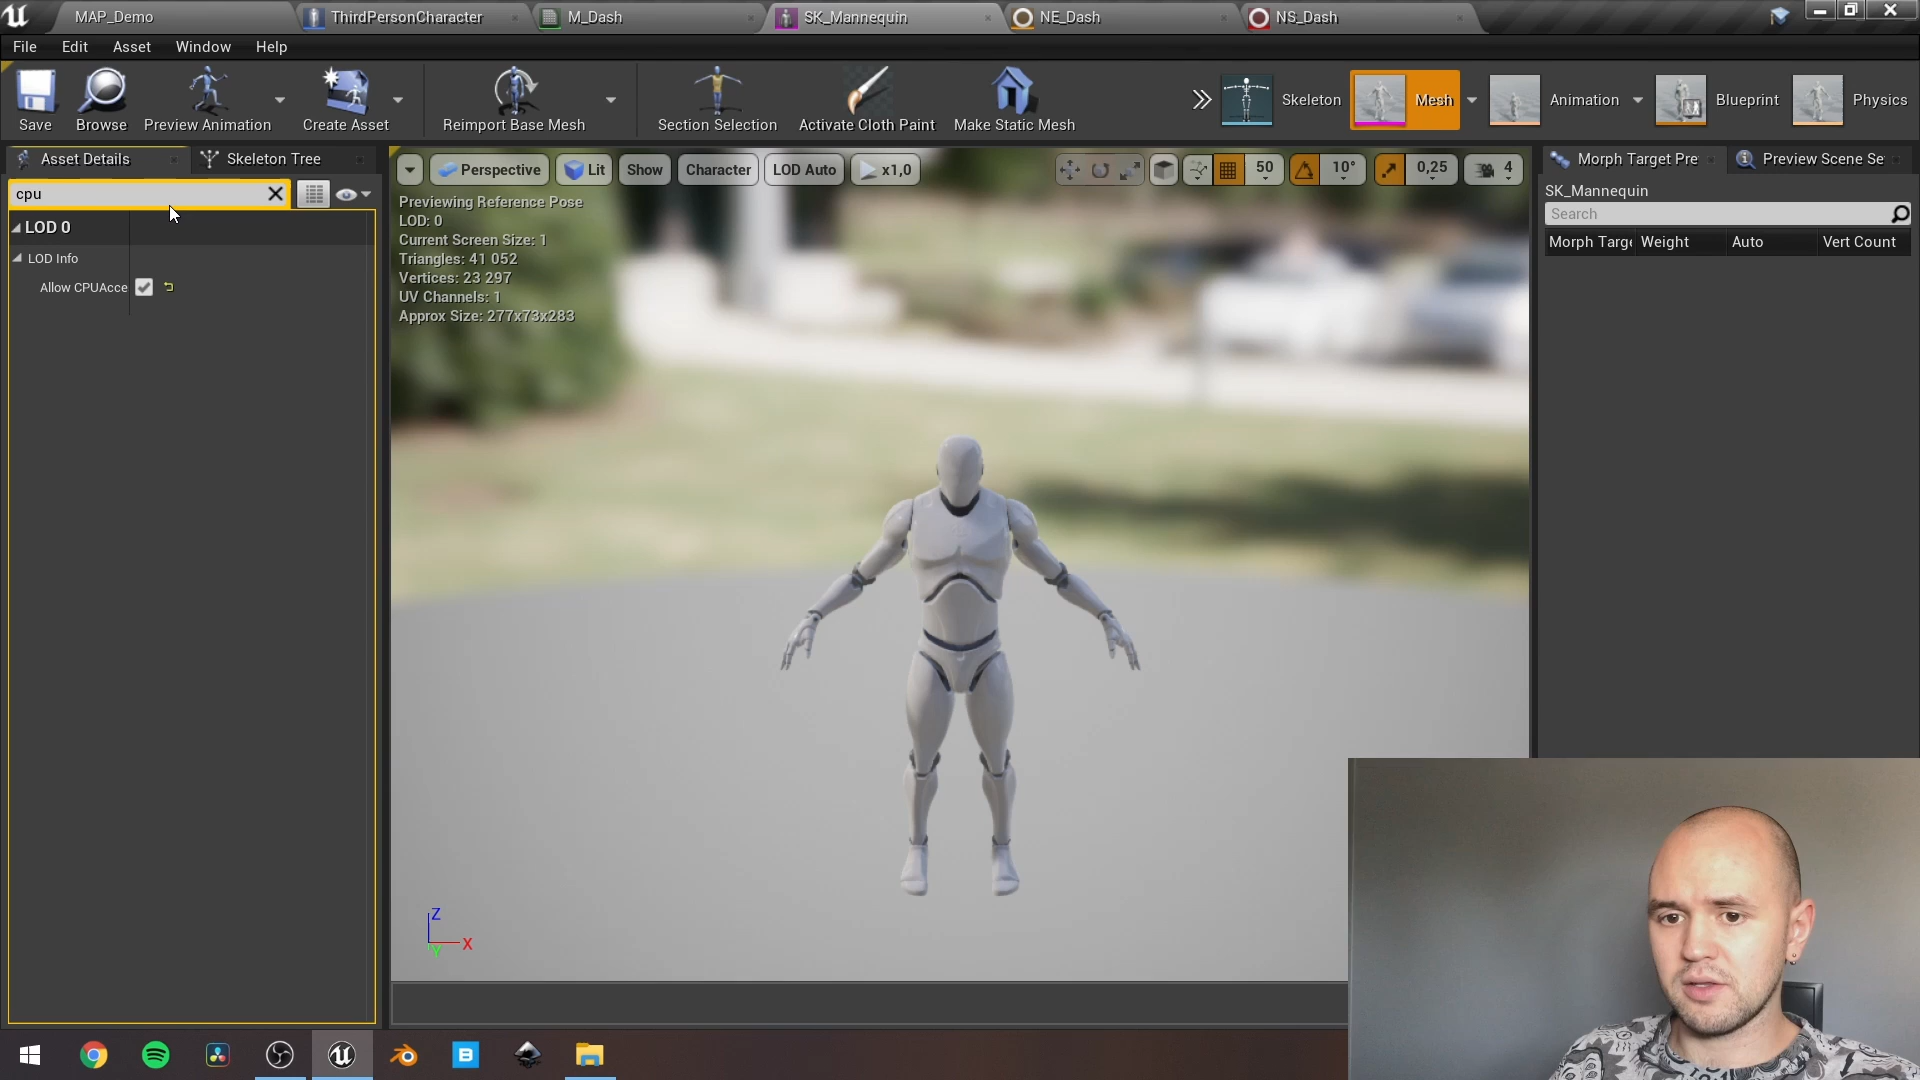 MAP_Demo
ThirdPersonCharacter
M_Dash
SK_Mannequin
NE_Dash
NS_Dash
File Edit Asset Window Help
Save
Browse
Preview Animation
Create Asset
Reimport Base Mesh
Section Selection
Activate Cloth Paint
Make Static Mesh
Skeleton
Mesh
Animation
Blueprint
Physics
Asset Details
Skeleton Tree
cpu
LOD 0
LOD Info
Allow CPUAcce
Perspective
Lit
Show
Character
LOD Auto
x1,0
50
10°
0,25
4
Previewing Reference Pose
LOD: 0
Current Screen Size: 1
Triangles: 41 052
Vertices: 23 297
UV Channels: 1
Approx Size: 277x73x283
Z
X
Y
Morph Target Pre
Preview Scene Se
SK_Mannequin
Search
Morph Targe Weight Auto Vert Count